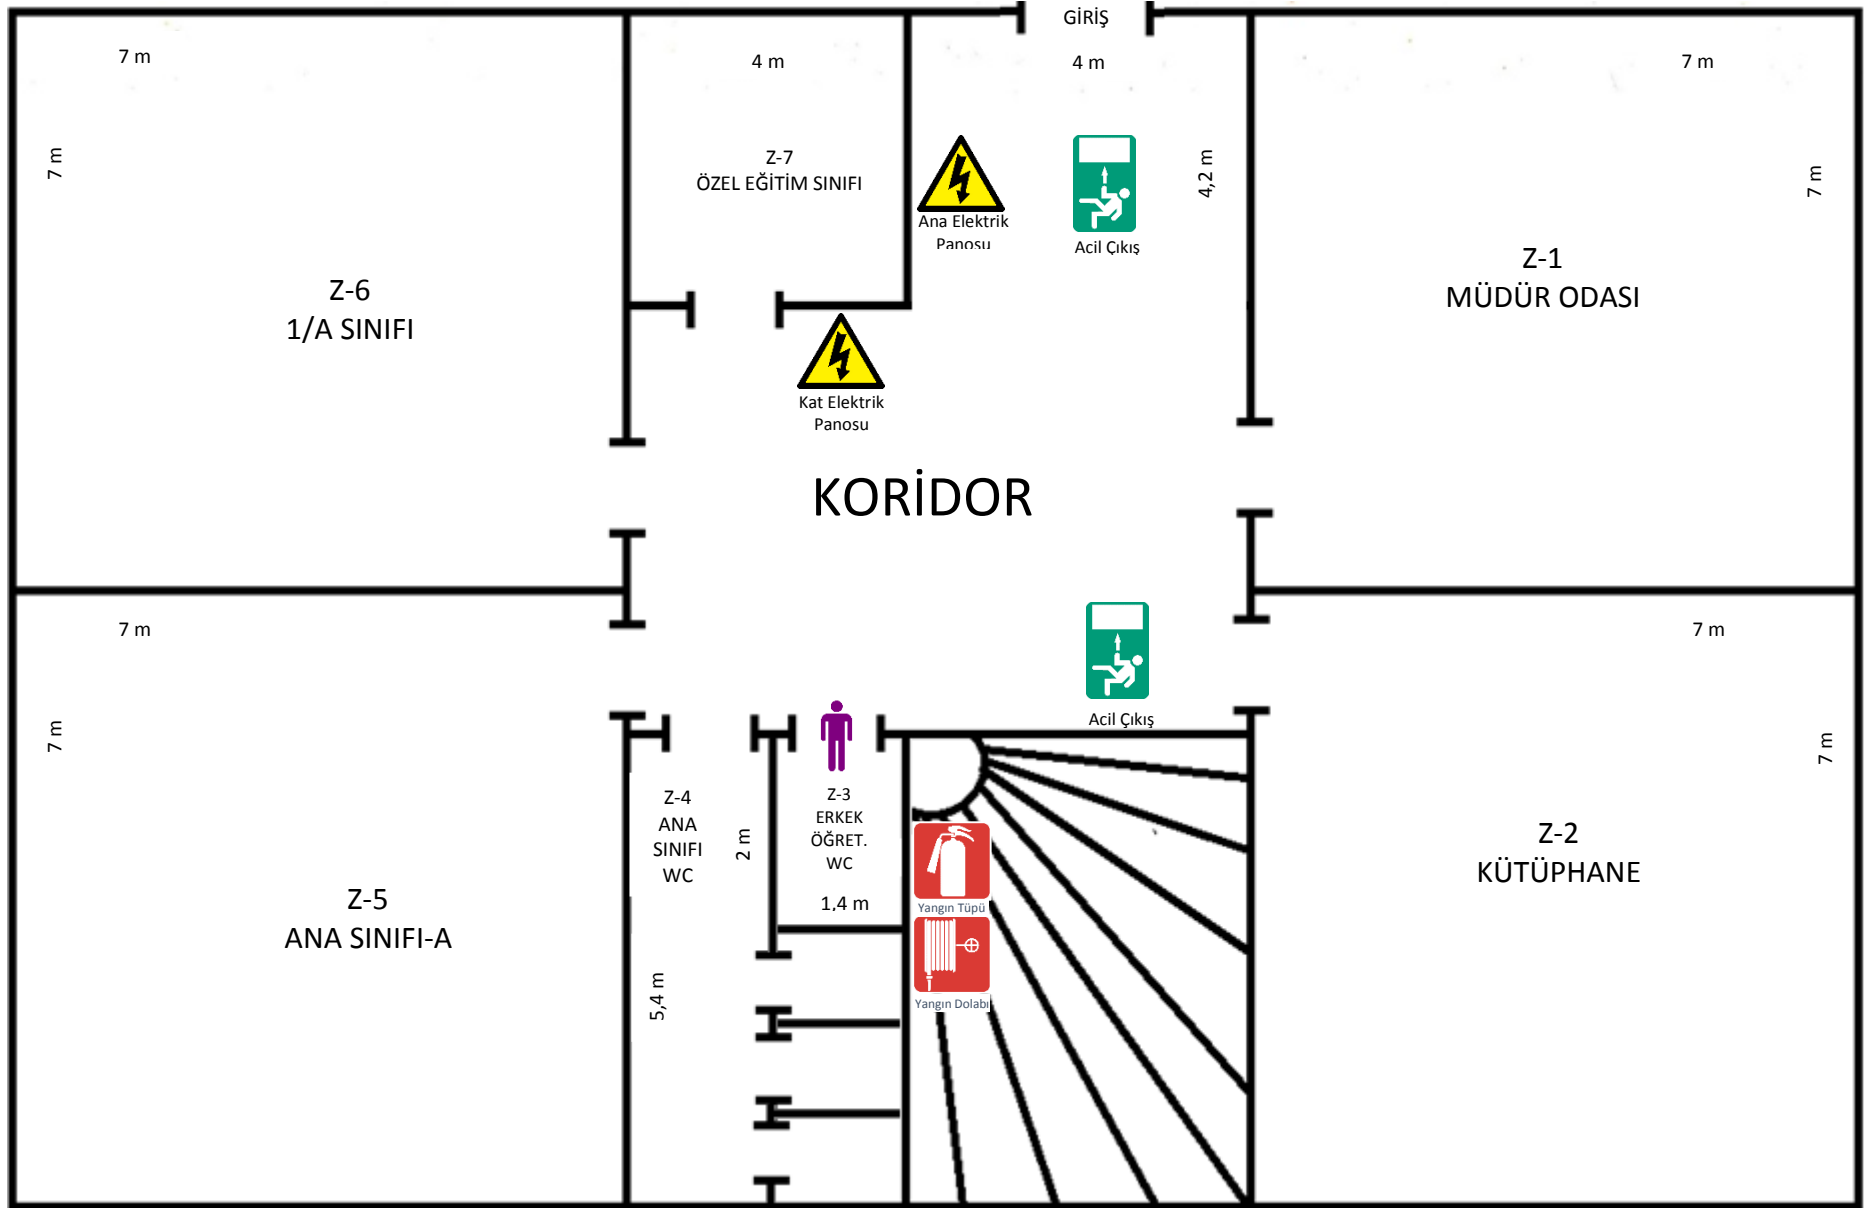 GİRİŞ
7 m
4 m
4 m
7 m
7 m
Z-7
ÖZEL EĞİTİM SINIFI
4,2 m
7 m
Ana Elektrik
Panosu
Acil Çıkış
Z-6
1/A SINIFI
Z-1
MÜDÜR ODASI
Kat Elektrik
Panosu
KORİDOR
7 m
7 m
7 m
Acil Çıkış
7 m
Z-4
ANA
SINIFI
WC
2 m
Z-3
ERKEK
ÖĞRET.
WC
1,4 m
Z-2
KÜTÜPHANE
Z-5
ANA SINIFI-A
Yangın Tüpü
5,4 m
Yangın Dolabı